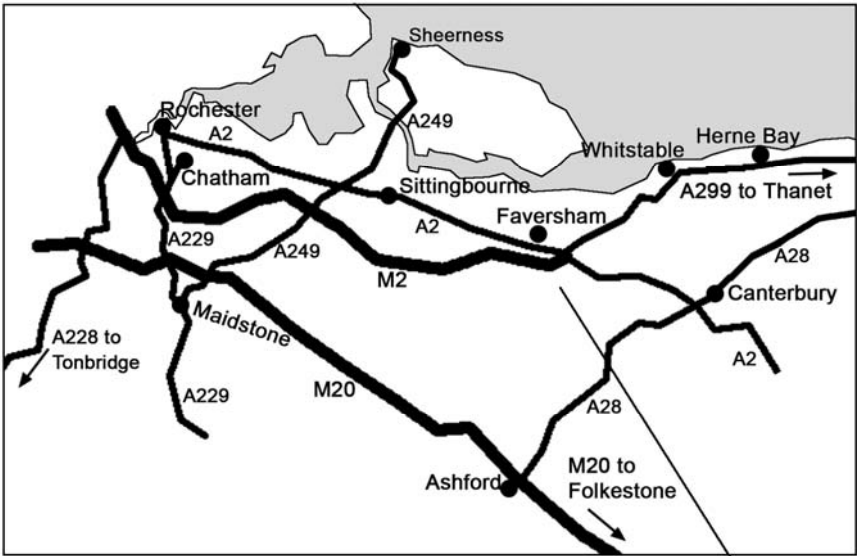 Sheerness
Rochester
A2
A249
Herne Bay
Whitstable
Chatham
Sittingbourne
A299 to Thanet
Faversham
A2
A229
A249
A28
M2
Canterbury
Maidstone
A228 to
Tonbridge
A2
M20
A229
A28
M20 to
Folkestone
Ashford